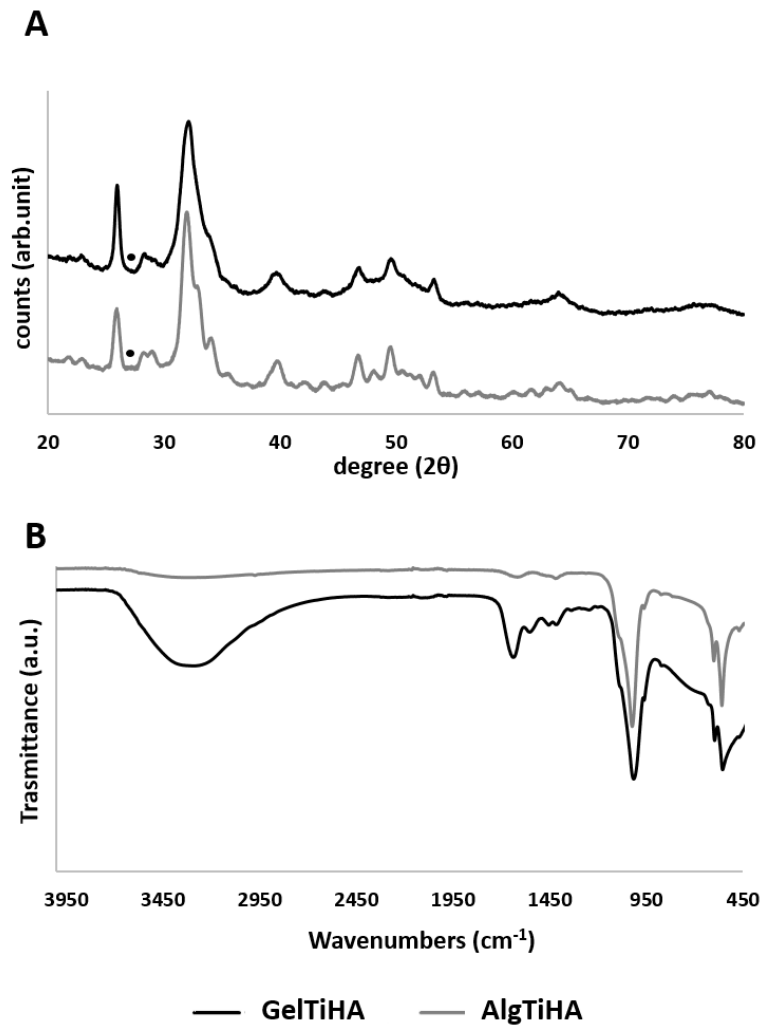 A
counts (arb.unit)
20 30 40 50 60 70 80
degree (2θ)
B
Trasmittance (a.u.)
3950 3450 2950 2450 1950 1450 950 450
Wavenumbers (cm-1)
GelTiHA AlgTiHA